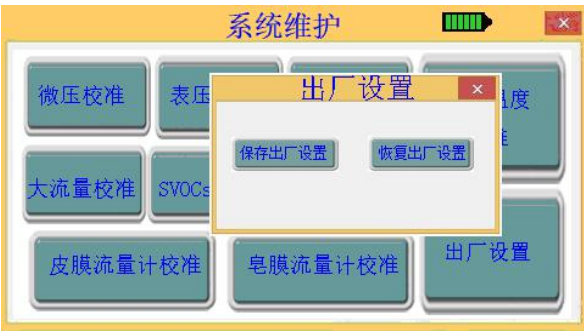 系统维护
微压校准
表压
出厂设置
温度
准
保存出厂设置
恢复出厂设置
大流量校准
SVOCs
皮膜流量计校准
皂膜流量计校准
出厂设置